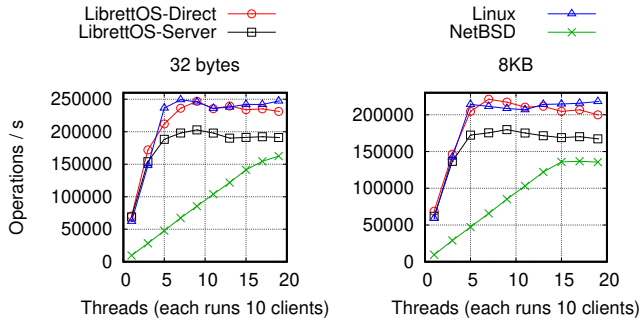 LibrettOS-Direct
LibrettOS-Server
Linux
NetBSD
32 bytes
8KB
Operations / s
250000
200000
150000
100000
50000
0
0 5 10 15 20
Threads (each runs 10 clients)
200000
150000
100000
50000
0
0 5 10 15 20
Threads (each runs 10 clients)